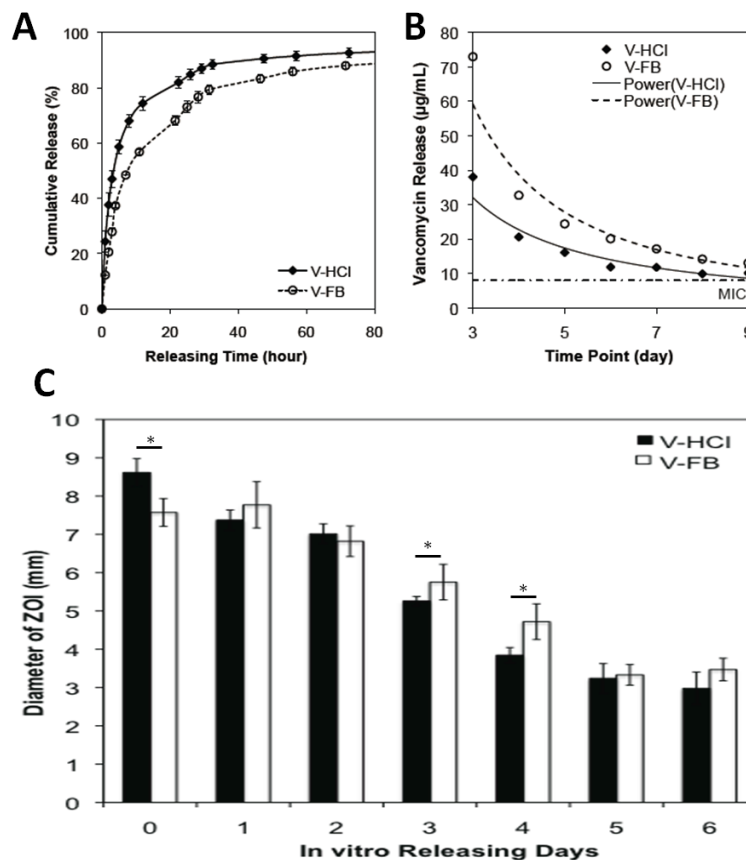 A
Cumulative Release (%)
100
80
60
40
20
0
V-HCl
V-FB
0 20 40 60 80
Releasing Time (hour)
B
Vancomycin Release (µg/mL)
80
70
60
50
40
30
20
10
0
V-HCl
V-FB
Power(V-HCl)
Power(V-FB)
MIC
3 5 7 9
Time Point (day)
C
Diameter of ZOI (mm)
10
9
8
7
6
5
4
3
2
1
0
V-HCl
V-FB
*
*
*
0 1 2 3 4 5 6
In vitro Releasing Days